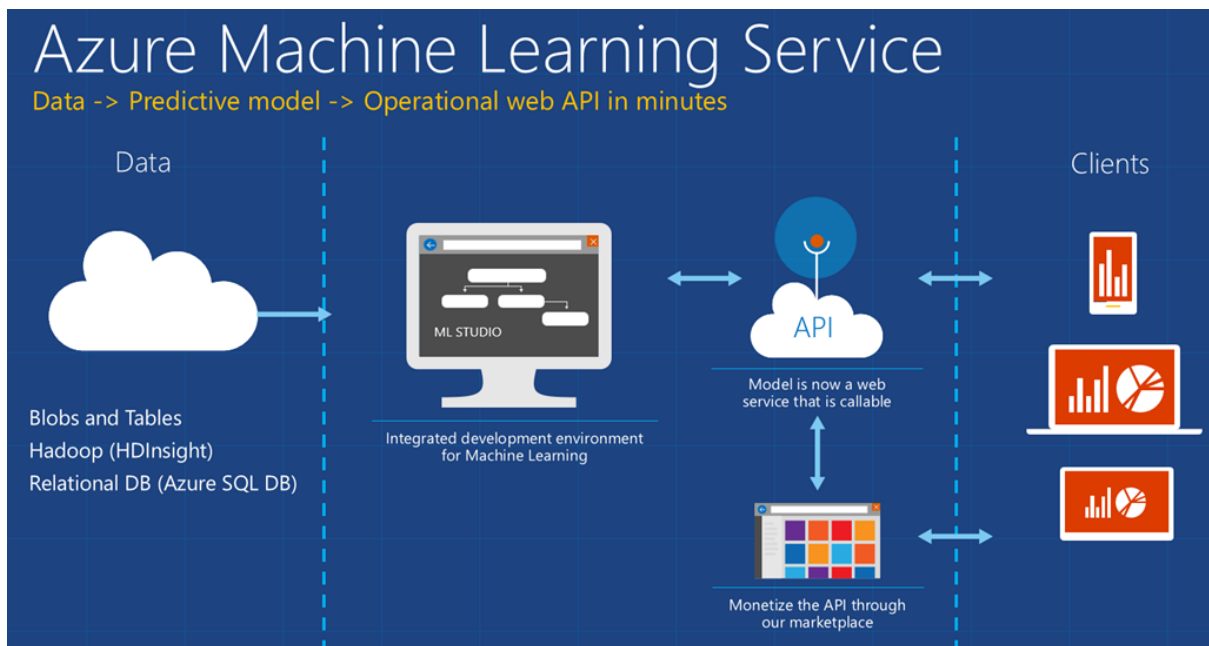 Azure Machine Learning Service
Data -> Predictive model -> Operational web API in minutes
Data
Clients
ML STUDIO
API
Model is now a web
service that is callable
Integrated development environment
for Machine Learning
Blobs and Tables
Hadoop (HDInsight)
Relational DB (Azure SQL DB)
Monetize the API through
our marketplace